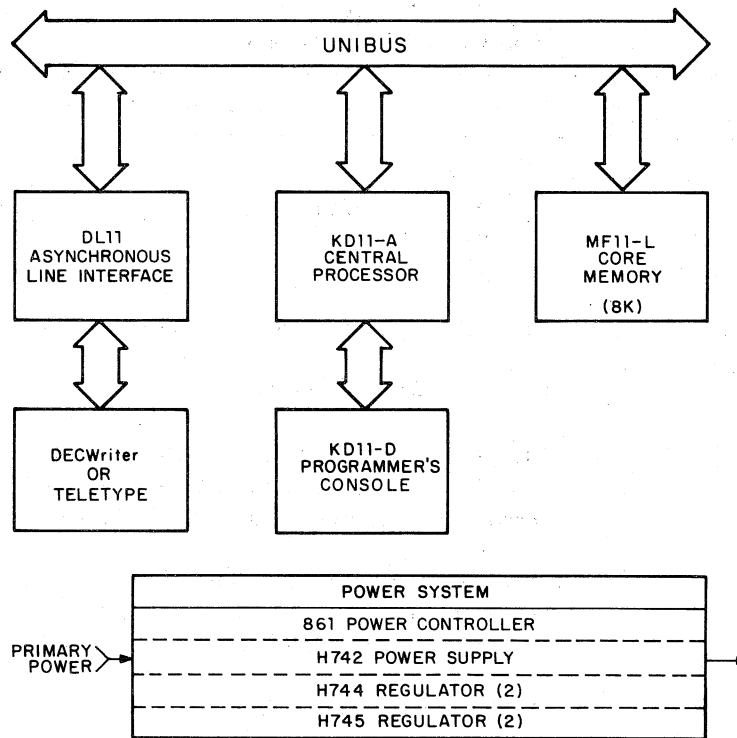 UNIBUS
DL11
ASYNCHRONOUS
LINE INTERFACE
KD11-A
CENTRAL
PROCESSOR
MF11-L
CORE
MEMORY
(8K)
DECWriter
OR
TELETYPE
KD11-D
PROGRAMMER'S
CONSOLE
POWER SYSTEM
861 POWER CONTROLLER
PRIMARY
POWER
H742 POWER SUPPLY
H744 REGULATOR (2)
H745 REGULATOR (2)